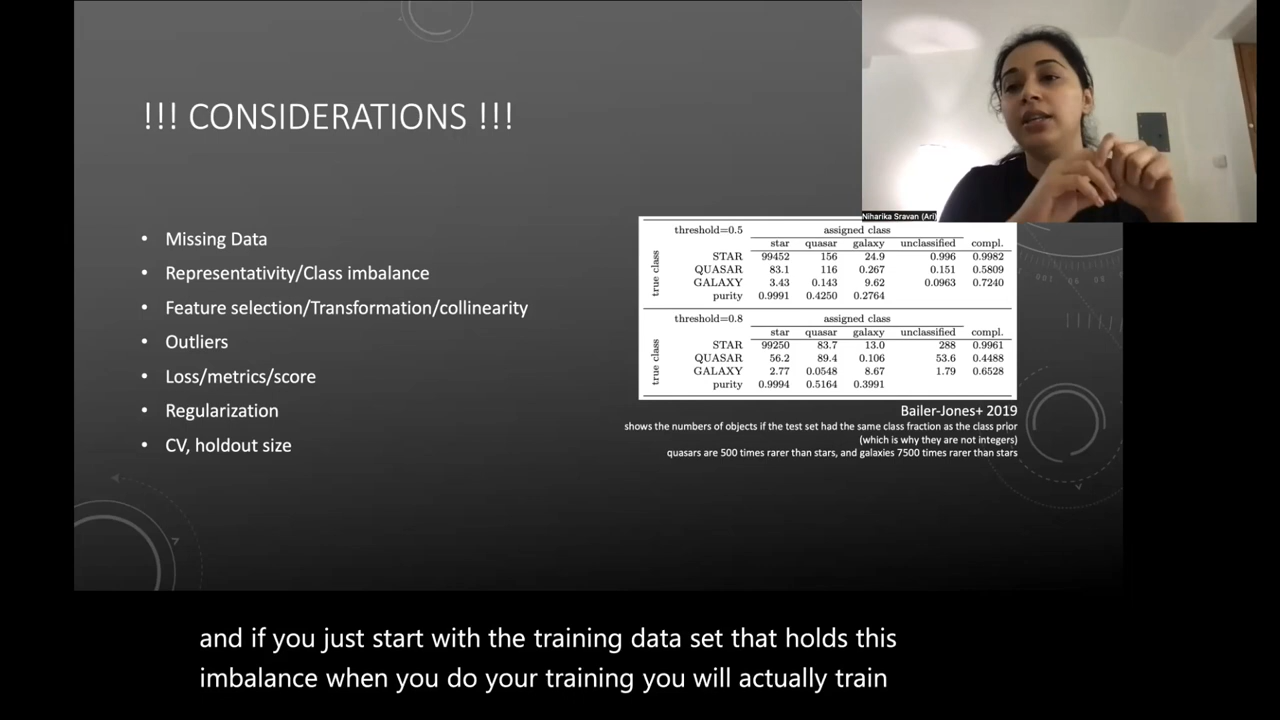 !!! CONSIDERATIONS !!!
• Missing Data
• Representativity/Class imbalance
• Feature selection/Transformation/collinearity
• Outliers
• Loss/metrics/score
• Regularization
• CV, holdout size
Niharika Sravan (Ari)
threshold=0.5 assigned class
star quasar galaxy unclassified compl.
true class
STAR 99452 156 24.9 0.996 0.9982
QUASAR 83.1 116 0.267 0.151 0.5809
GALAXY 3.43 0.143 9.62 0.0963 0.7240
purity 0.9991 0.4250 0.2764
threshold=0.8 assigned class
star quasar galaxy unclassified compl.
true class
STAR 99250 83.7 13.0 288 0.9961
QUASAR 56.2 89.4 0.106 53.6 0.4488
GALAXY 2.77 0.0548 8.67 1.79 0.6528
purity 0.9994 0.5164 0.3991
Bailer-Jones+ 2019
shows the numbers of objects if the test set had the same class fraction as the class prior
(which is why they are not integers)
quasars are 500 times rarer than stars, and galaxies 7500 times rarer than stars
and if you just start with the training data set that holds this
imbalance when you do your training you will actually train